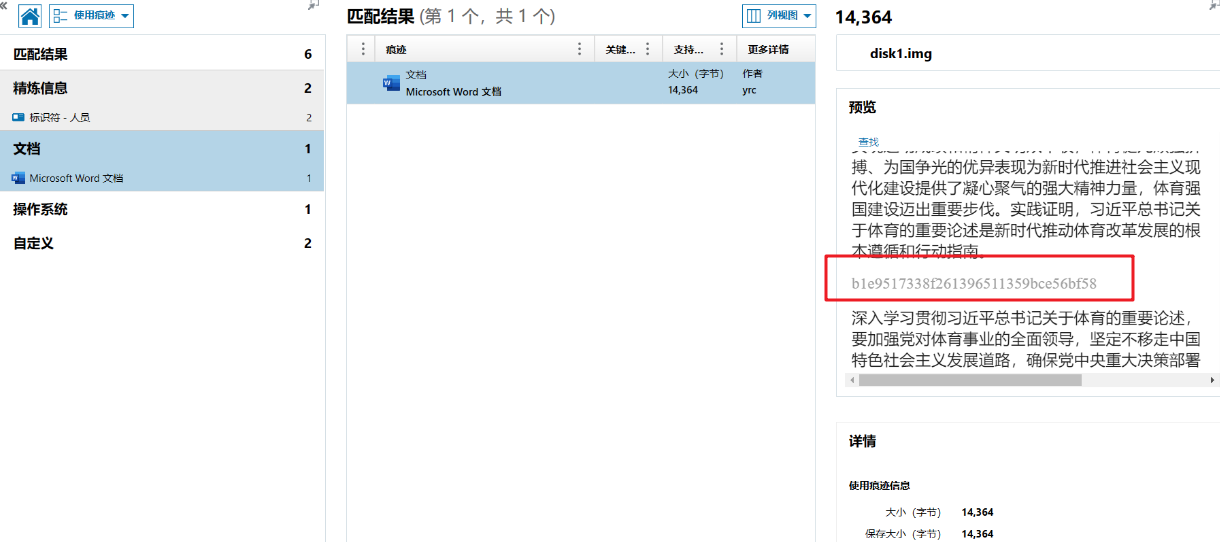 使用痕迹
匹配结果 6
精炼信息 2
标识符 - 人员 2
文档 1
Microsoft Word 文档 1
操作系统 1
自定义 2
匹配结果 (第 1 个，共 1 个)
列视图
痕迹 关键... 支持... 更多详情
文档 大小（字节） 作者
Microsoft Word 文档 14,364 yrc
14,364
disk1.img
预览
查找
搏、为国争光的优异表现为新时代推进社会主义现
代化建设提供了凝心聚气的强大精神力量，体育强
国建设迈出重要步伐。实践证明，习近平总书记关
于体育的重要论述是新时代推动体育改革发展的根
本遵循和行动指南。
b1e9517338f261396511359bce56bf58
深入学习贯彻习近平总书记关于体育的重要论述，
要加强党对体育事业的全面领导，坚定不移走中国
特色社会主义发展道路，确保党中央重大决策部署
详情
使用痕迹信息
大小（字节） 14,364
保存大小（字节） 14,364